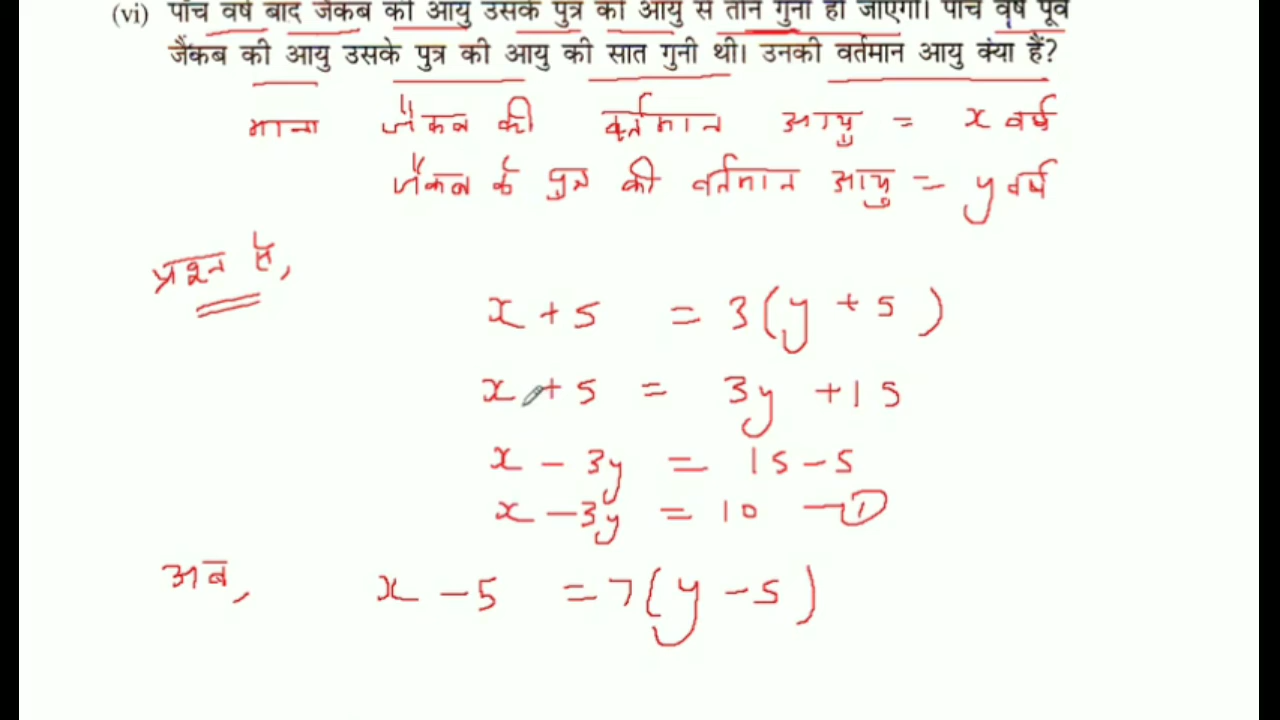 (vi) पाँच वर्ष बाद जैकब की आयु उसके पुत्र की आयु से तीन गुनी हो जाएगी। पाँच वर्ष पूर्व
जैकब की आयु उसके पुत्र की आयु की सात गुनी थी। उनकी वर्तमान आयु क्या हैं?
माना जैकब की वर्तमान आयु = x वर्ष
जैकब के पुत्र की वर्तमान आयु = y वर्ष
प्रश्न से,
x + 5 = 3(y + 5)
x + 5 = 3y + 15
x - 3y = 15 - 5
x - 3y = 10 — ①
अब, x - 5 = 7(y - 5)